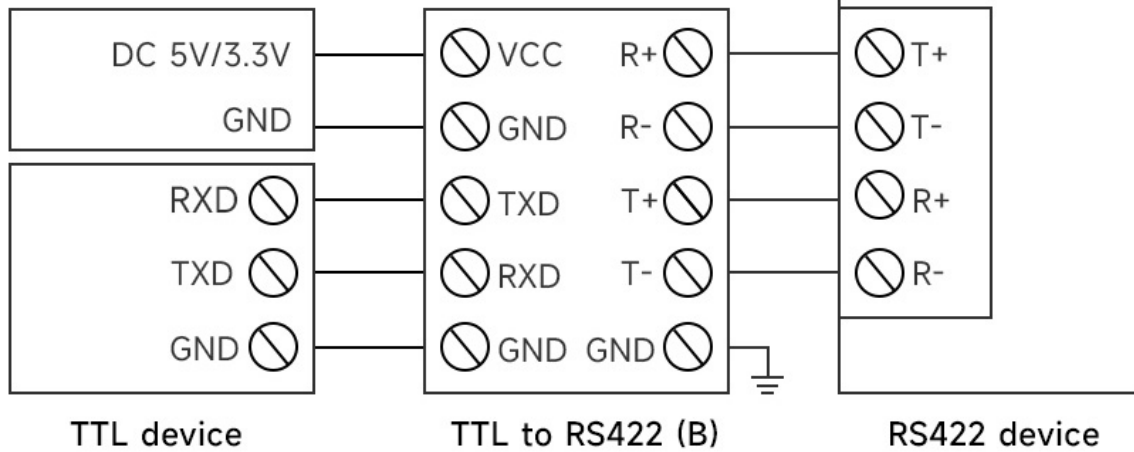 DC 5V/3.3V VCC R+ T+
GND GND R- T-
RXD TXD T+ R+
TXD RXD T- R-
GND GND GND
TTL device TTL to RS422 (B) RS422 device